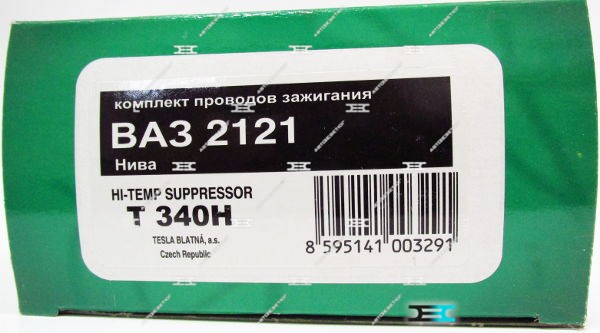 комплект проводов зажигания
ВАЗ 2121
Нива
HI-TEMP SUPPRESSOR
T 340H
TESLA BLATNÁ, a.s.
Czech Republic
8 595141 003291